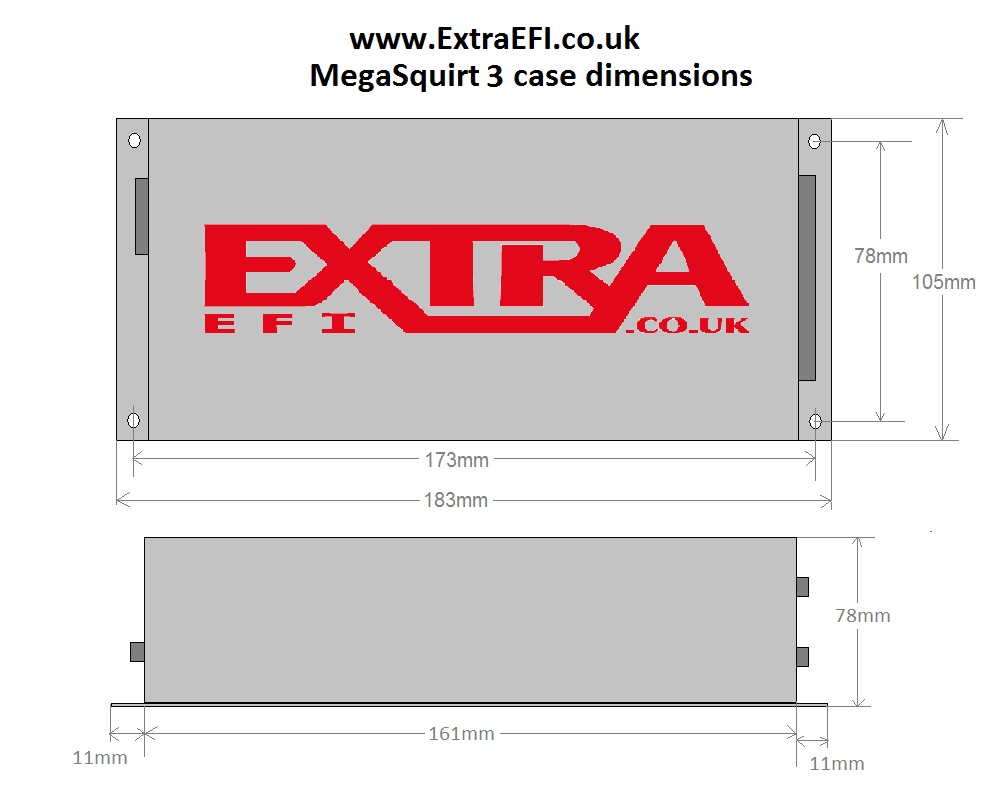 www.ExtraEFI.co.uk
MegaSquirt 3 case dimensions
EXTRA
EFI .CO.UK
78mm
105mm
173mm
183mm
78mm
161mm
11mm
11mm